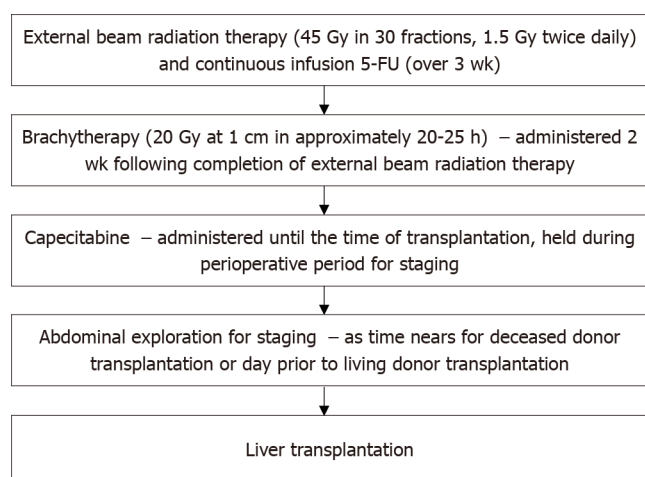 External beam radiation therapy (45 Gy in 30 fractions, 1.5 Gy twice daily)
and continuous infusion 5-FU (over 3 wk)
Brachytherapy (20 Gy at 1 cm in approximately 20-25 h) – administered 2
wk following completion of external beam radiation therapy
Capecitabine – administered until the time of transplantation, held during
perioperative period for staging
Abdominal exploration for staging – as time nears for deceased donor
transplantation or day prior to living donor transplantation
Liver transplantation